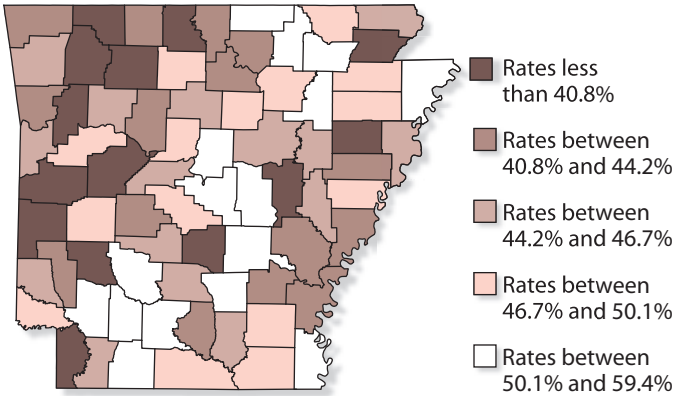 Rates less
than 40.8%
Rates between
40.8% and 44.2%
Rates between
44.2% and 46.7%
Rates between
46.7% and 50.1%
Rates between
50.1% and 59.4%